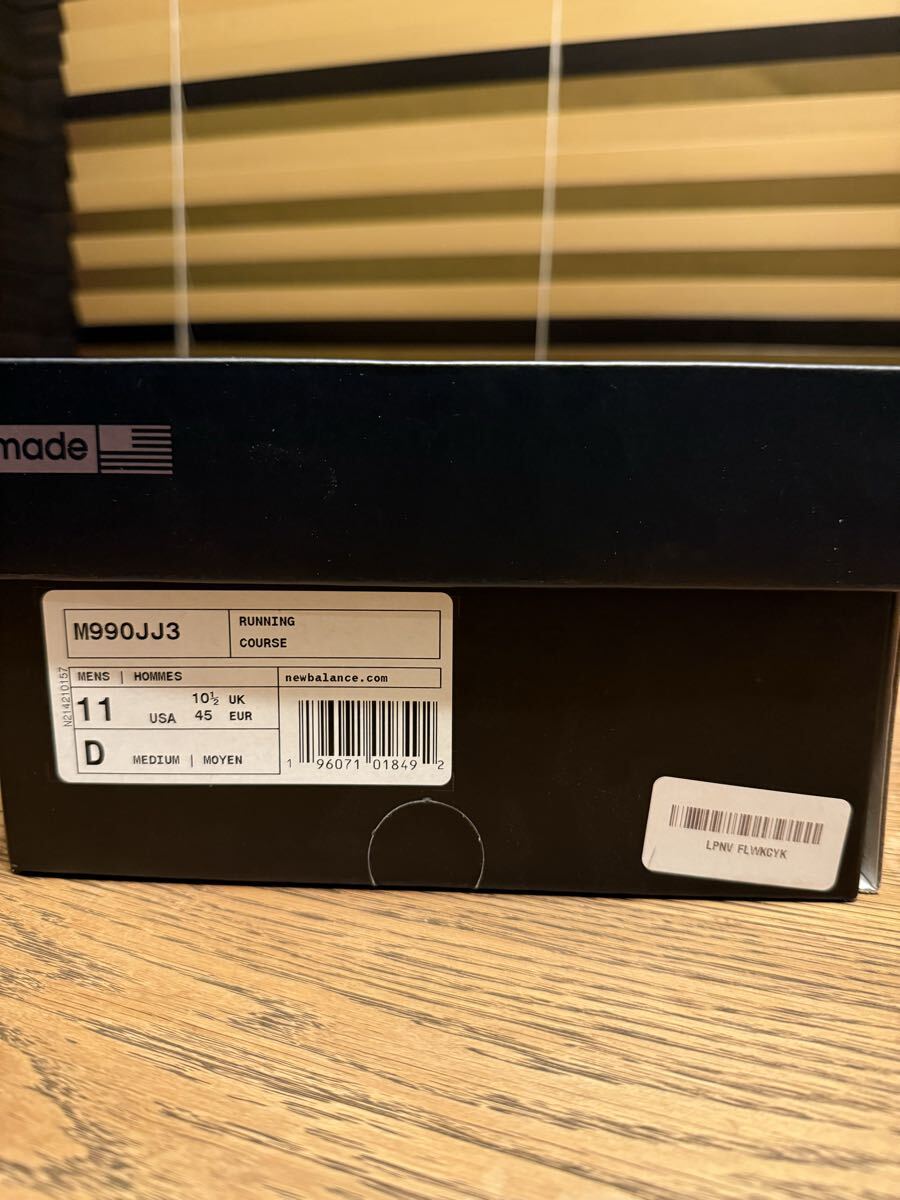 made
M990JJ3
RUNNING
COURSE
MENS | HOMMES
newbalance.com
N214210157
11 USA
10½ UK
45 EUR
D MEDIUM | MOYEN
1 96071 01849 2
LPNV FLWKCYK